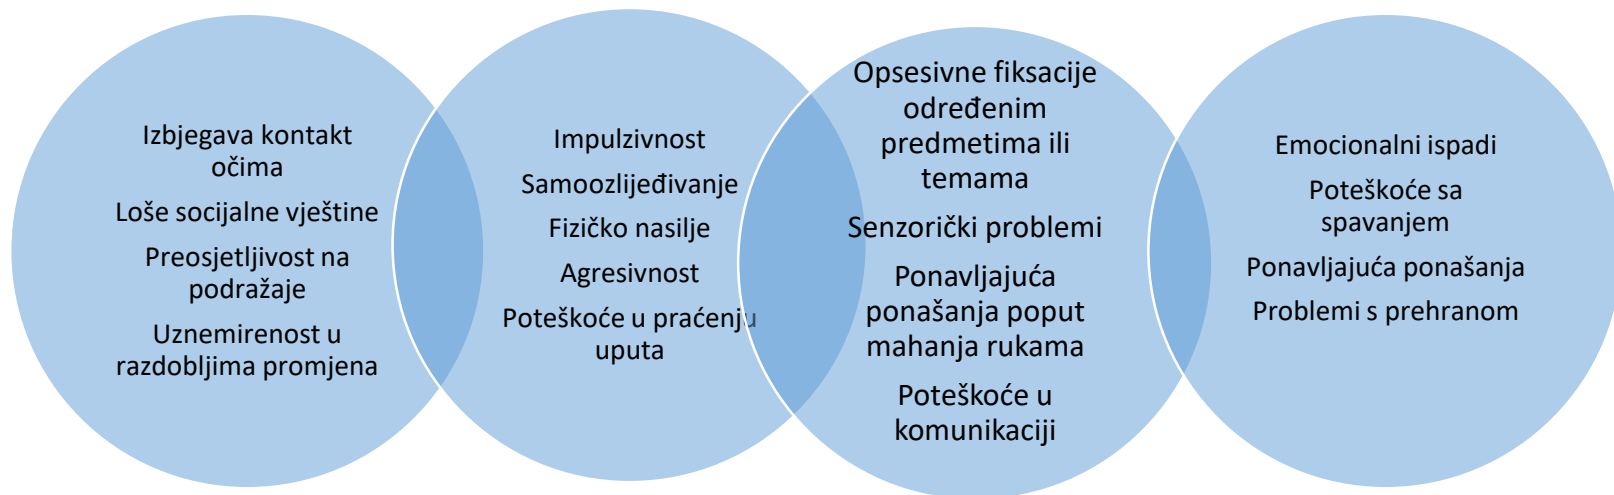 Izbjegava kontakt
očima
Loše socijalne vještine
Preosjetljivost na
podražaje
Uznemirenost u
razdobljima promjena
Impulzivnost
Samoozlijeđivanje
Fizičko nasilje
Agresivnost
Poteškoće u praćenju
uputa
Opsesivne fiksacije
određenim
predmetima ili
temama
Senzorički problemi
Ponavljajuća
ponašanja poput
mahanja rukama
Poteškoće u
komunikaciji
Emocionalni ispadi
Poteškoće sa
spavanjem
Ponavljajuća ponašanja
Problemi s prehranom